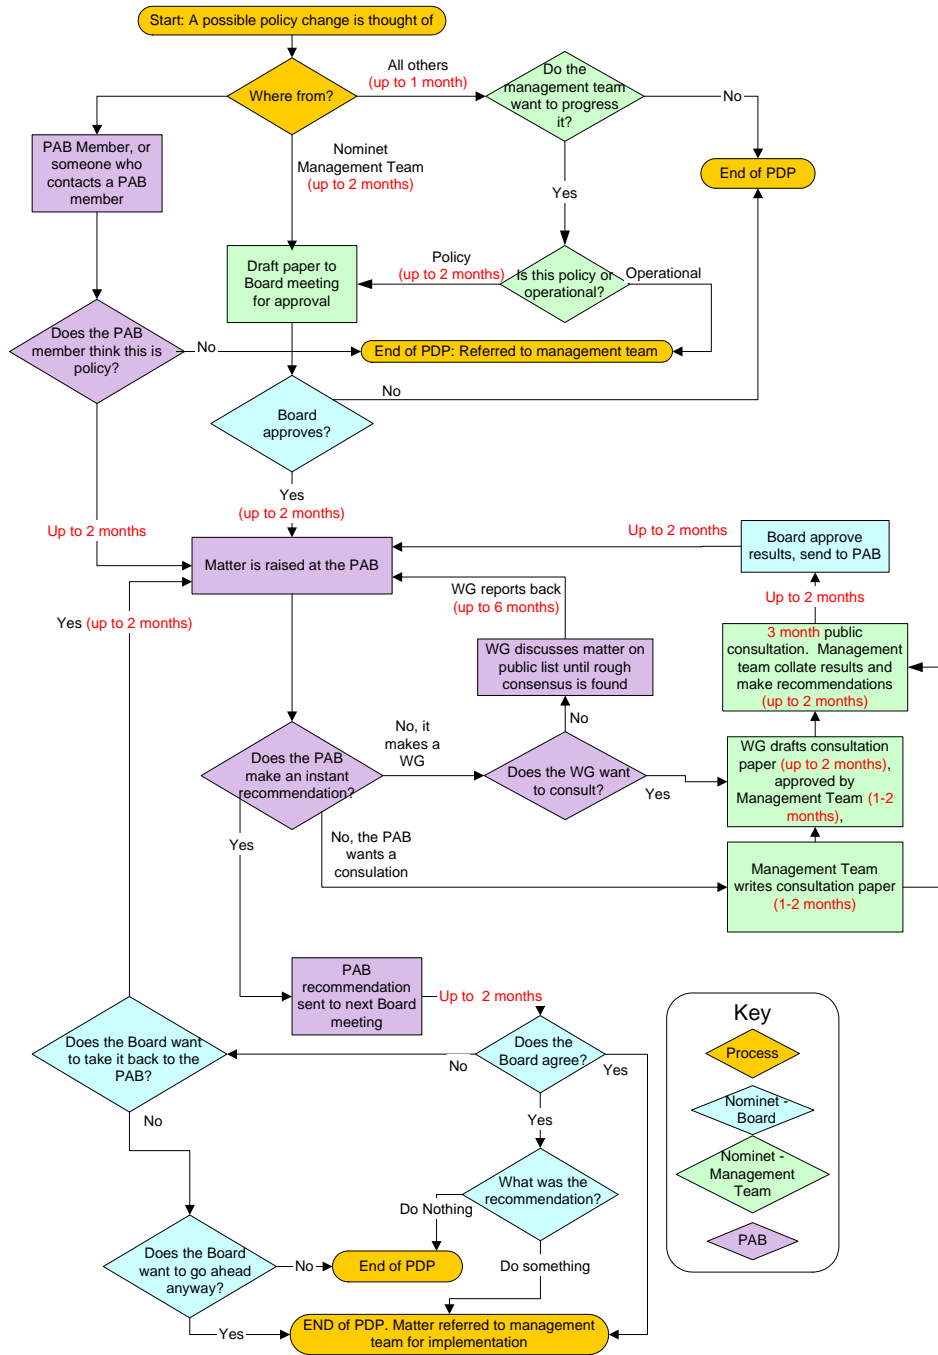 Start: A possible policy change is thought of
Where from?
All others
(up to 1 month)
Do the
management team
want to progress
it?
No
End of PDP
PAB Member, or
someone who
contacts a PAB
member
Nominet
Management Team
(up to 2 months)
Yes
Draft paper to
Board meeting
for approval
Policy
(up to 2 months)
Is this policy or
operational?
Operational
Does the PAB
member think this is
policy?
No
End of PDP: Referred to management team
No
Board
approves?
Yes
(up to 2 months)
Up to 2 months
Matter is raised at the PAB
Up to 2 months
Board approve
results, send to PAB
WG reports back
(up to 6 months)
Up to 2 months
Yes (up to 2 months)
WG discusses matter on
public list until rough
consensus is found
3 month public
consultation. Management
team collate results and
make recommendations
(up to 2 months)
No
No, it
makes a
WG
Does the PAB
make an instant
recommendation?
Does the WG want
to consult?
Yes
WG drafts consultation
paper (up to 2 months),
approved by
Management Team (1-2
months),
Yes
No, the PAB
wants a
consulation
Management Team
writes consultation paper
(1-2 months)
PAB
recommendation
sent to next Board
meeting
Up to 2 months
Does the Board want
to take it back to the
PAB?
No
Does the
Board agree?
Yes
No
Yes
What was the
recommendation?
Do Nothing
Does the Board
want to go ahead
anyway?
No
End of PDP
Do something
Yes
END of PDP. Matter referred to management
team for implementation
Key
Process
Nominet -
Board
Nominet -
Management
Team
PAB